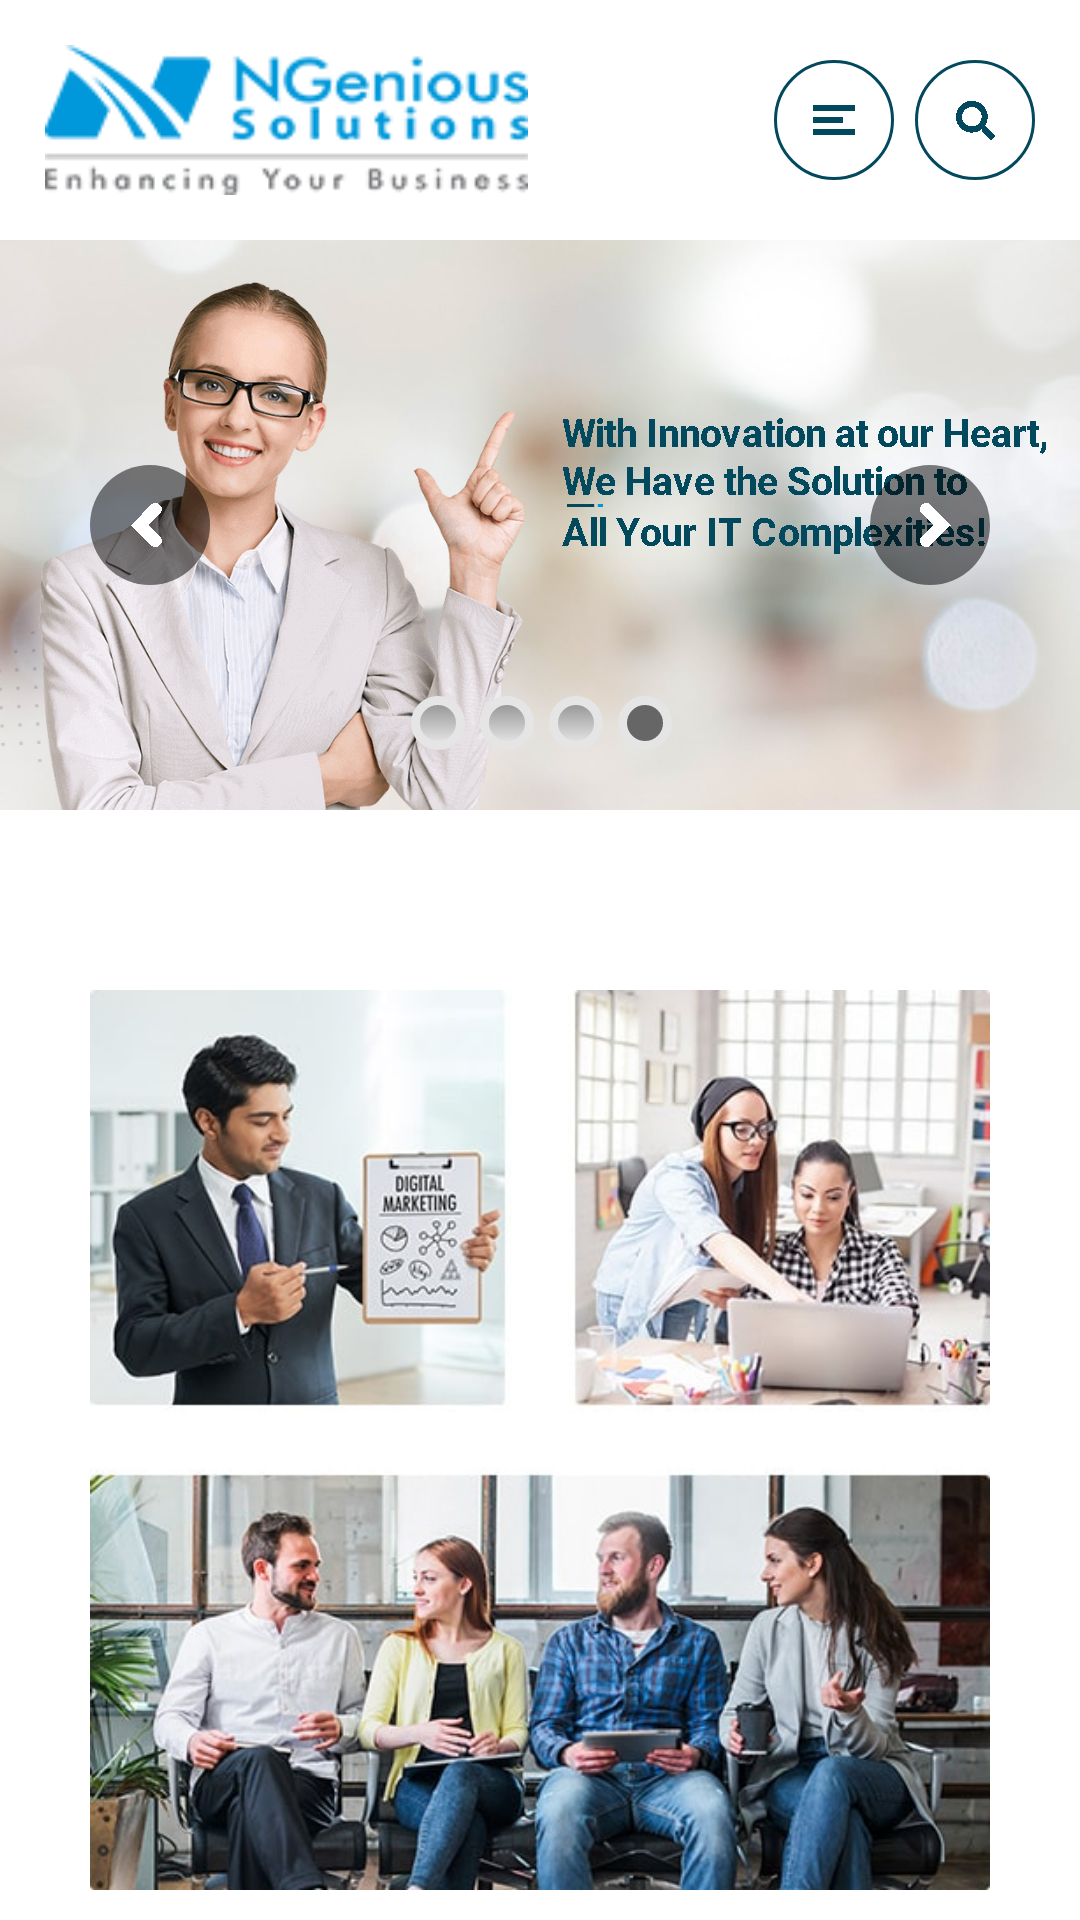 NGenious
Solutions
Enhancing Your Business
With Innovation at our Heart,
We Have the Solution to
All Your IT Complexities!
DIGITAL
MARKETING